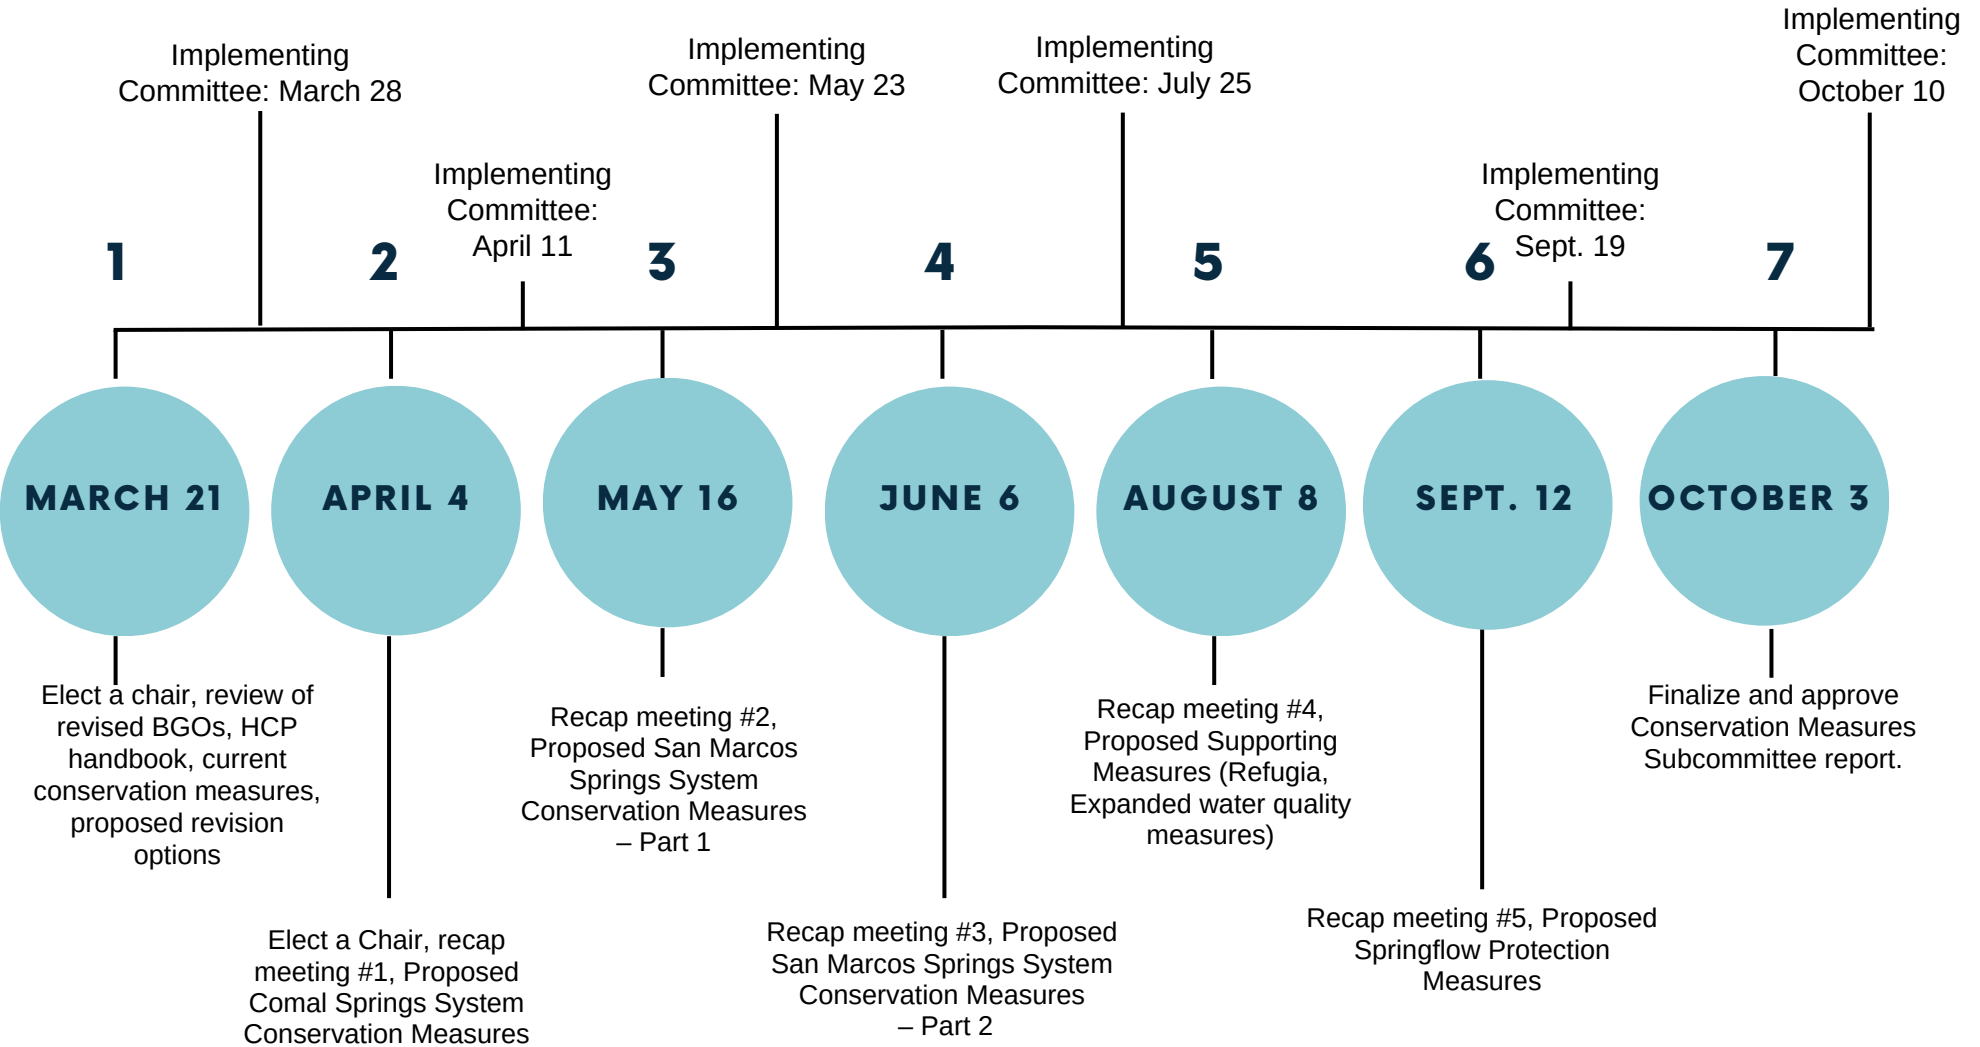 Implementing
Committee: March 28
Implementing
Committee: May 23
Implementing
Committee: July 25
Implementing
Committee:
October 10
Implementing
Committee:
April 11
Implementing
Committee:
Sept. 19
1
2
3
4
5
6
7
MARCH 21
APRIL 4
MAY 16
JUNE 6
AUGUST 8
SEPT. 12
OCTOBER 3
Elect a chair, review of
revised BGOs, HCP
handbook, current
conservation measures,
proposed revision
options
Elect a Chair, recap
meeting #1, Proposed
Comal Springs System
Conservation Measures
Recap meeting #2,
Proposed San Marcos
Springs System
Conservation Measures
– Part 1
Recap meeting #3, Proposed
San Marcos Springs System
Conservation Measures
– Part 2
Recap meeting #4,
Proposed Supporting
Measures (Refugia,
Expanded water quality
measures)
Recap meeting #5, Proposed
Springflow Protection
Measures
Finalize and approve
Conservation Measures
Subcommittee report.